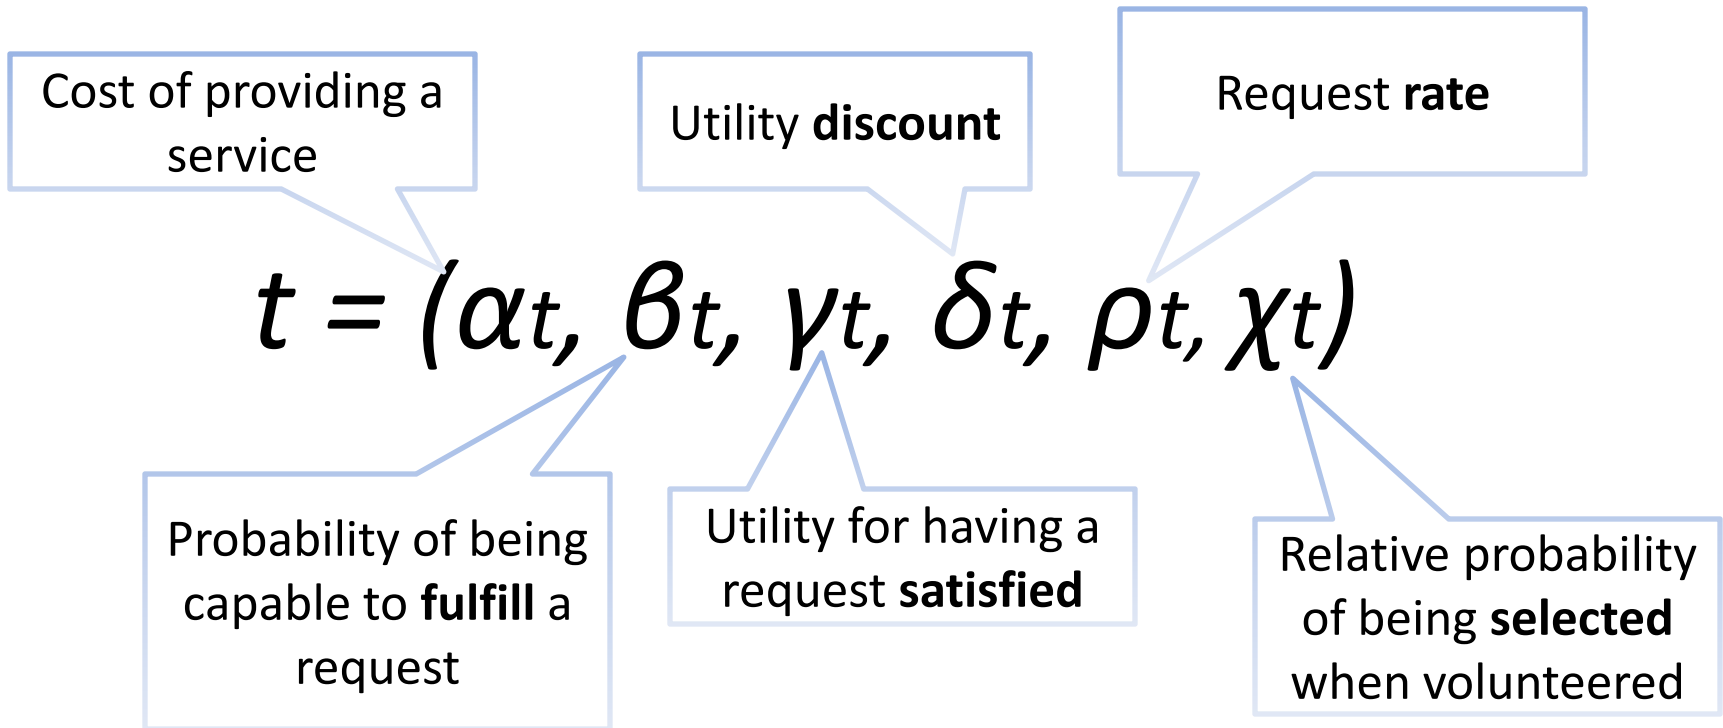 Cost of providing a
service
Utility discount
Request rate
t = (αt, βt, γt, δt, ρt, χt)
Probability of being
capable to fulfill a
request
Utility for having a
request satisfied
Relative probability
of being selected
when volunteered